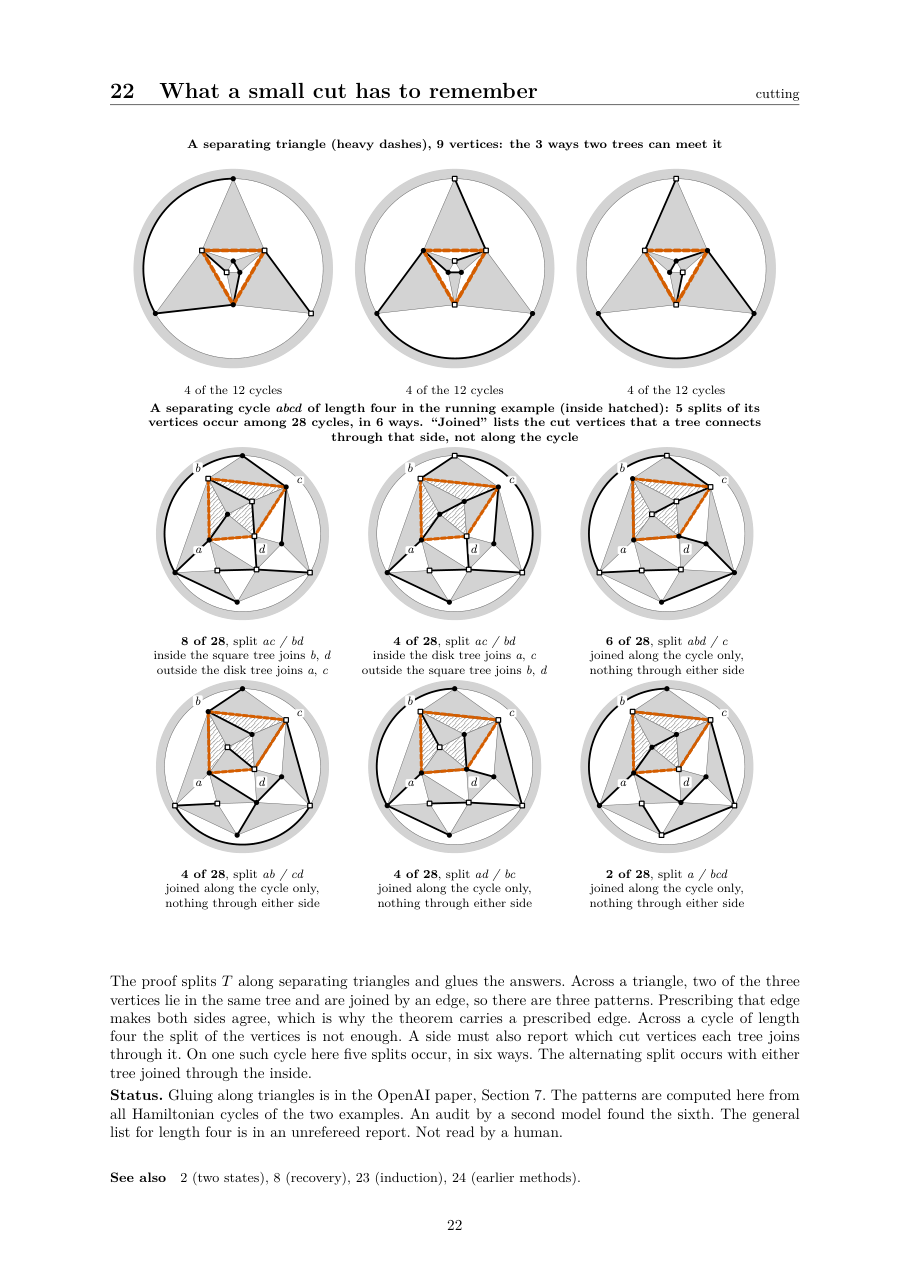 22 What a small cut has to remember
cutting
A separating triangle (heavy dashes), 9 vertices: the 3 ways two trees can meet it
4 of the 12 cycles
4 of the 12 cycles
4 of the 12 cycles
A separating cycle abcd of length four in the running example (inside hatched): 5 splits of its
vertices occur among 28 cycles, in 6 ways. “Joined” lists the cut vertices that a tree connects
through that side, not along the cycle
b
c
a
d
b
c
a
d
b
c
a
d
8 of 28, split ac / bd
inside the square tree joins b, d
outside the disk tree joins a, c
4 of 28, split ac / bd
inside the disk tree joins a, c
outside the square tree joins b, d
6 of 28, split abd / c
joined along the cycle only,
nothing through either side
b
c
a
d
b
c
a
d
b
c
a
d
4 of 28, split ab / cd
joined along the cycle only,
nothing through either side
4 of 28, split ad / bc
joined along the cycle only,
nothing through either side
2 of 28, split a / bcd
joined along the cycle only,
nothing through either side
The proof splits T along separating triangles and glues the answers. Across a triangle, two of the three
vertices lie in the same tree and are joined by an edge, so there are three patterns. Prescribing that edge
makes both sides agree, which is why the theorem carries a prescribed edge. Across a cycle of length
four the split of the vertices is not enough. A side must also report which cut vertices each tree joins
through it. On one such cycle here five splits occur, in six ways. The alternating split occurs with either
tree joined through the inside.
Status. Gluing along triangles is in the OpenAI paper, Section 7. The patterns are computed here from
all Hamiltonian cycles of the two examples. An audit by a second model found the sixth. The general
list for length four is in an unrefereed report. Not read by a human.
See also 2 (two states), 8 (recovery), 23 (induction), 24 (earlier methods).
22